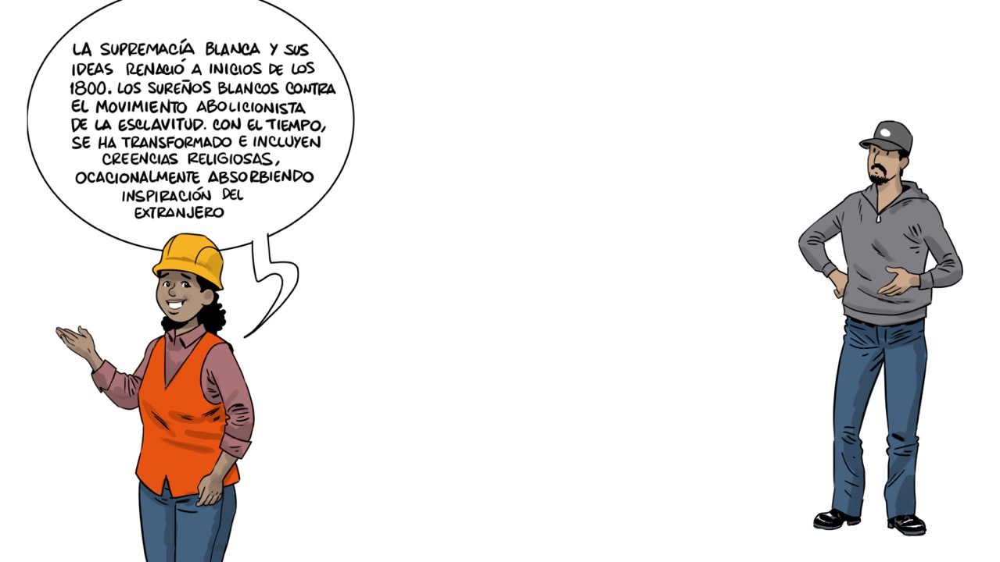 LA SUPREMACÍA BLANCA Y SUS
IDEAS RENACIÓ A INICIOS DE LOS
1800. LOS SUREÑOS BLANCOS CONTRA
EL MOVIMIENTO ABOLICIONISTA
DE LA ESCLAVITUD. CON EL TIEMPO,
SE HA TRANSFORMADO E INCLUYEN
CREENCIAS RELIGIOSAS,
OCACIONALMENTE ABSORBIENDO
INSPIRACIÓN DEL
EXTRANJERO